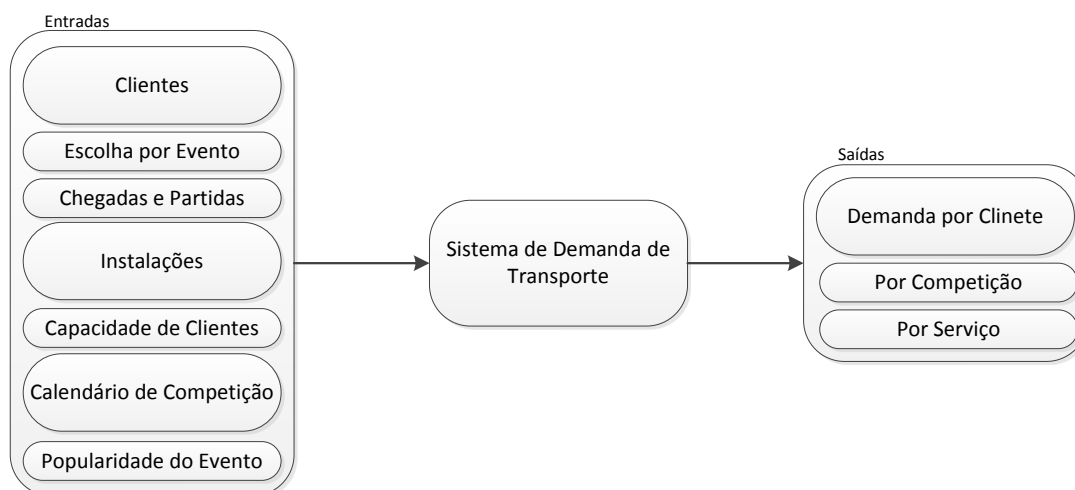 Entradas
Clientes
Escolha por Evento
Chegadas e Partidas
Instalações
Capacidade de Clientes
Calendário de Competição
Popularidade do Evento
Sistema de Demanda de
Transporte
Saídas
Demanda por Clinete
Por Competição
Por Serviço